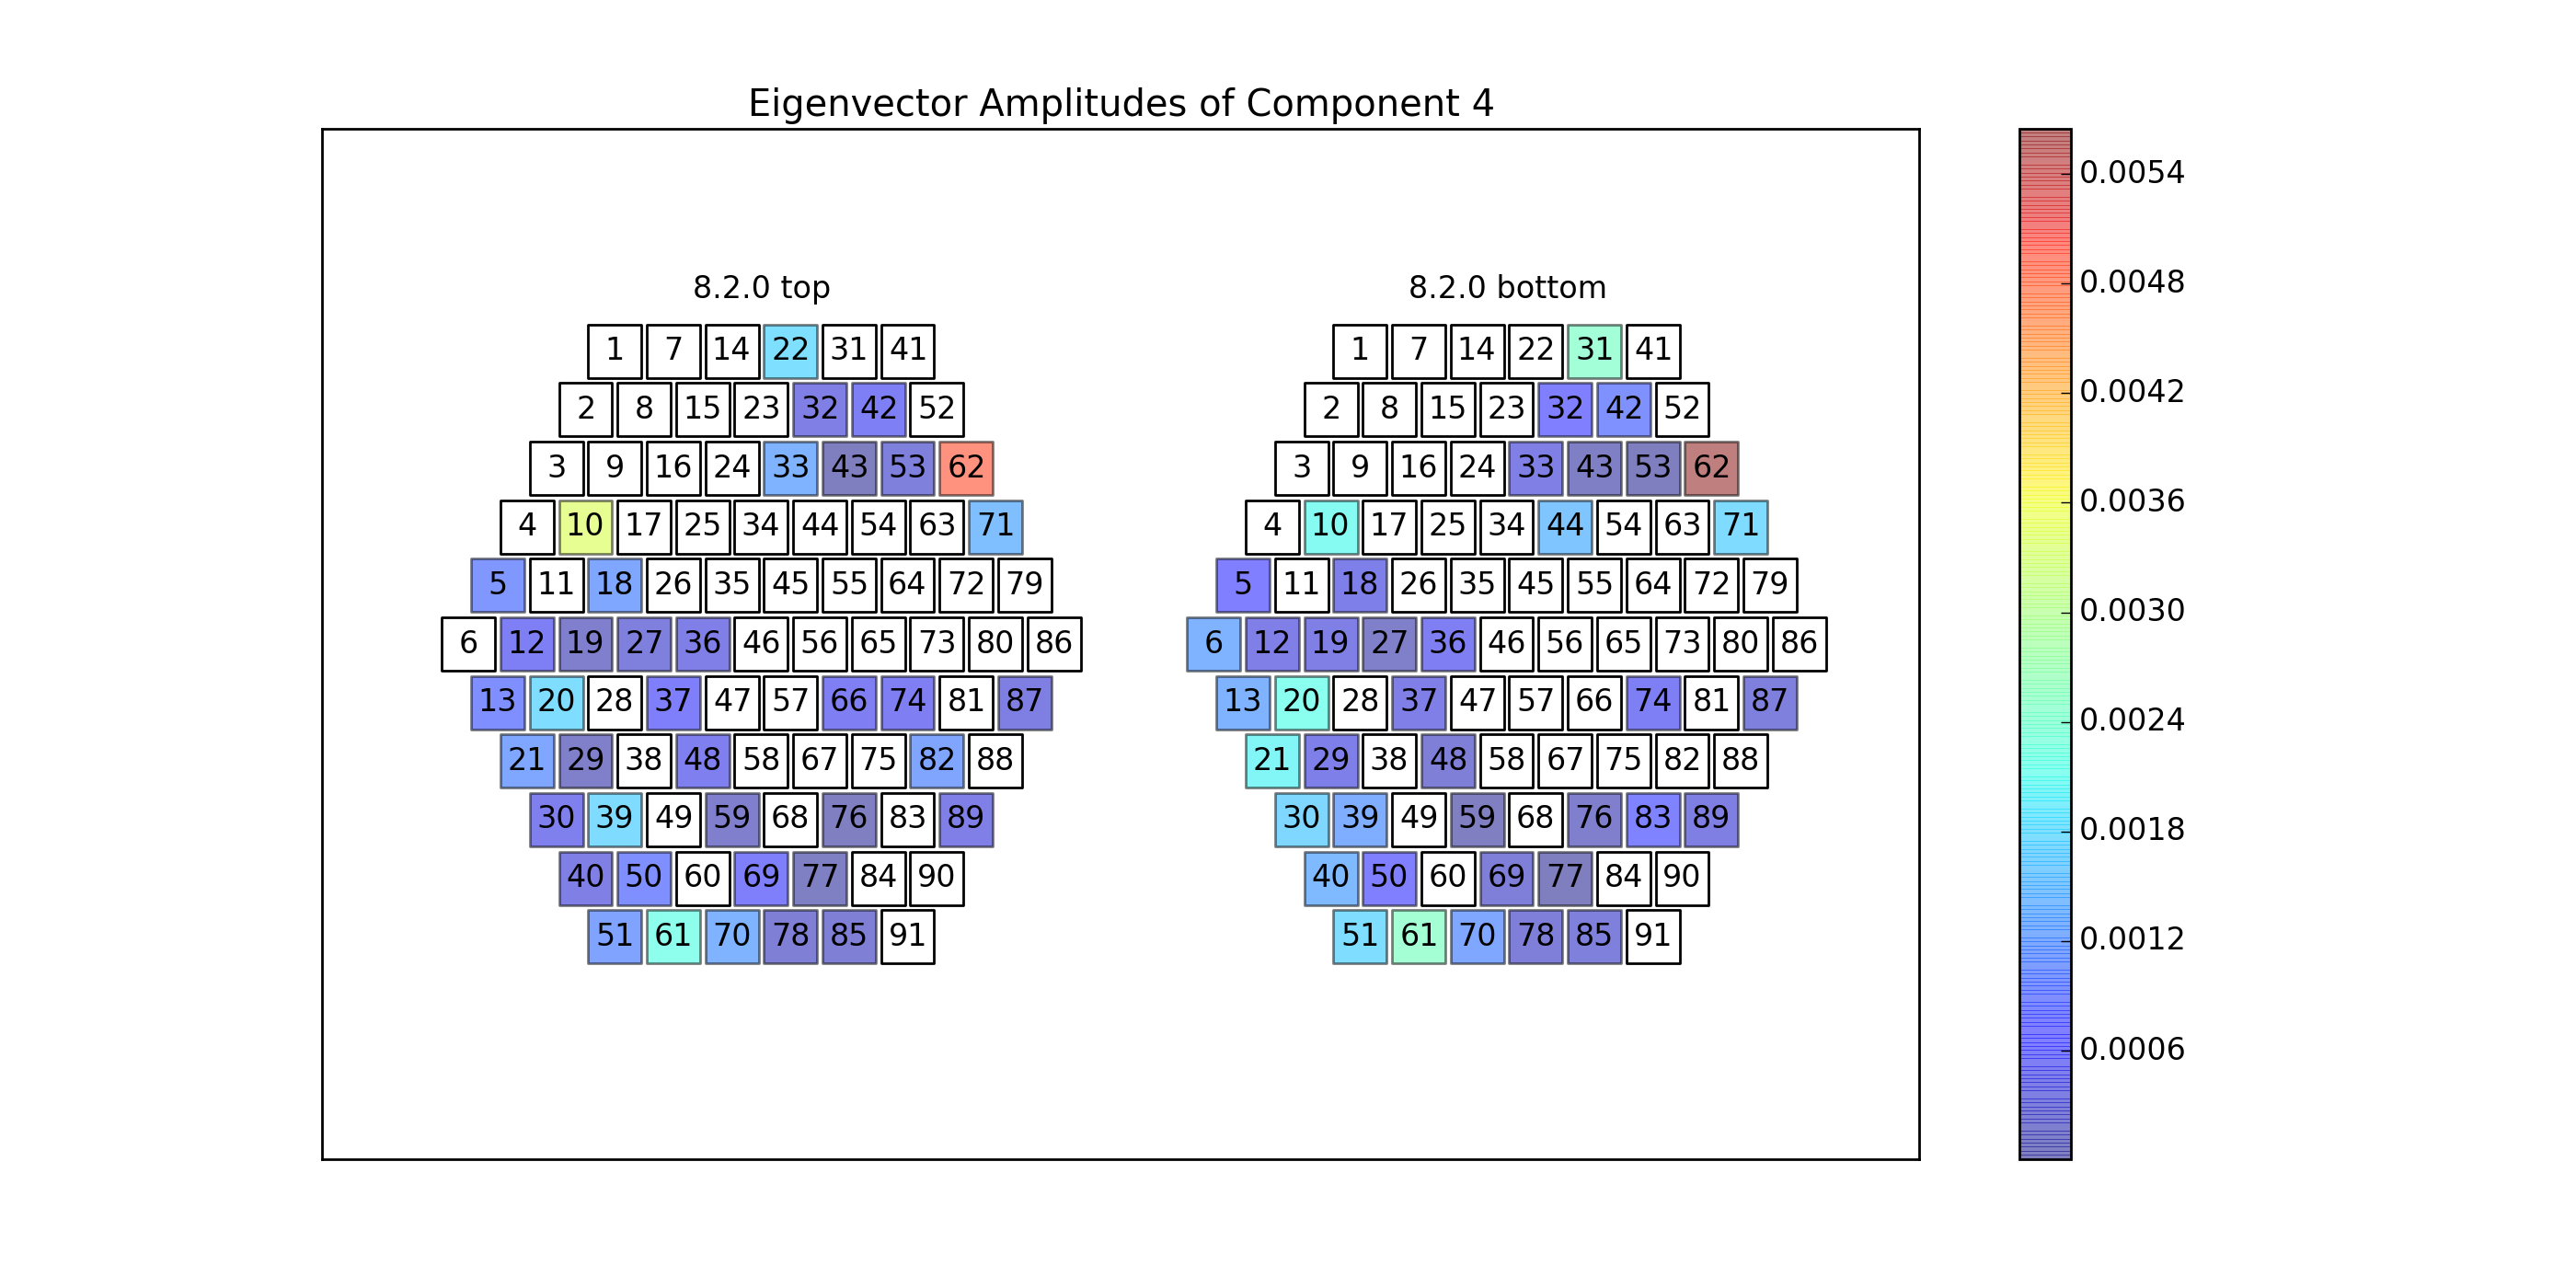 Eigenvector Amplitudes of Component 4
8.2.0 top
1 7 14 22 31 41
2 8 15 23 32 42 52
3 9 16 24 33 43 53 62
4 10 17 25 34 44 54 63 71
5 11 18 26 35 45 55 64 72 79
6 12 19 27 36 46 56 65 73 80 86
13 20 28 37 47 57 66 74 81 87
21 29 38 48 58 67 75 82 88
30 39 49 59 68 76 83 89
40 50 60 69 77 84 90
51 61 70 78 85 91
8.2.0 bottom
1 7 14 22 31 41
2 8 15 23 32 42 52
3 9 16 24 33 43 53 62
4 10 17 25 34 44 54 63 71
5 11 18 26 35 45 55 64 72 79
6 12 19 27 36 46 56 65 73 80 86
13 20 28 37 47 57 66 74 81 87
21 29 38 48 58 67 75 82 88
30 39 49 59 68 76 83 89
40 50 60 69 77 84 90
51 61 70 78 85 91
0.0054
0.0048
0.0042
0.0036
0.0030
0.0024
0.0018
0.0012
0.0006